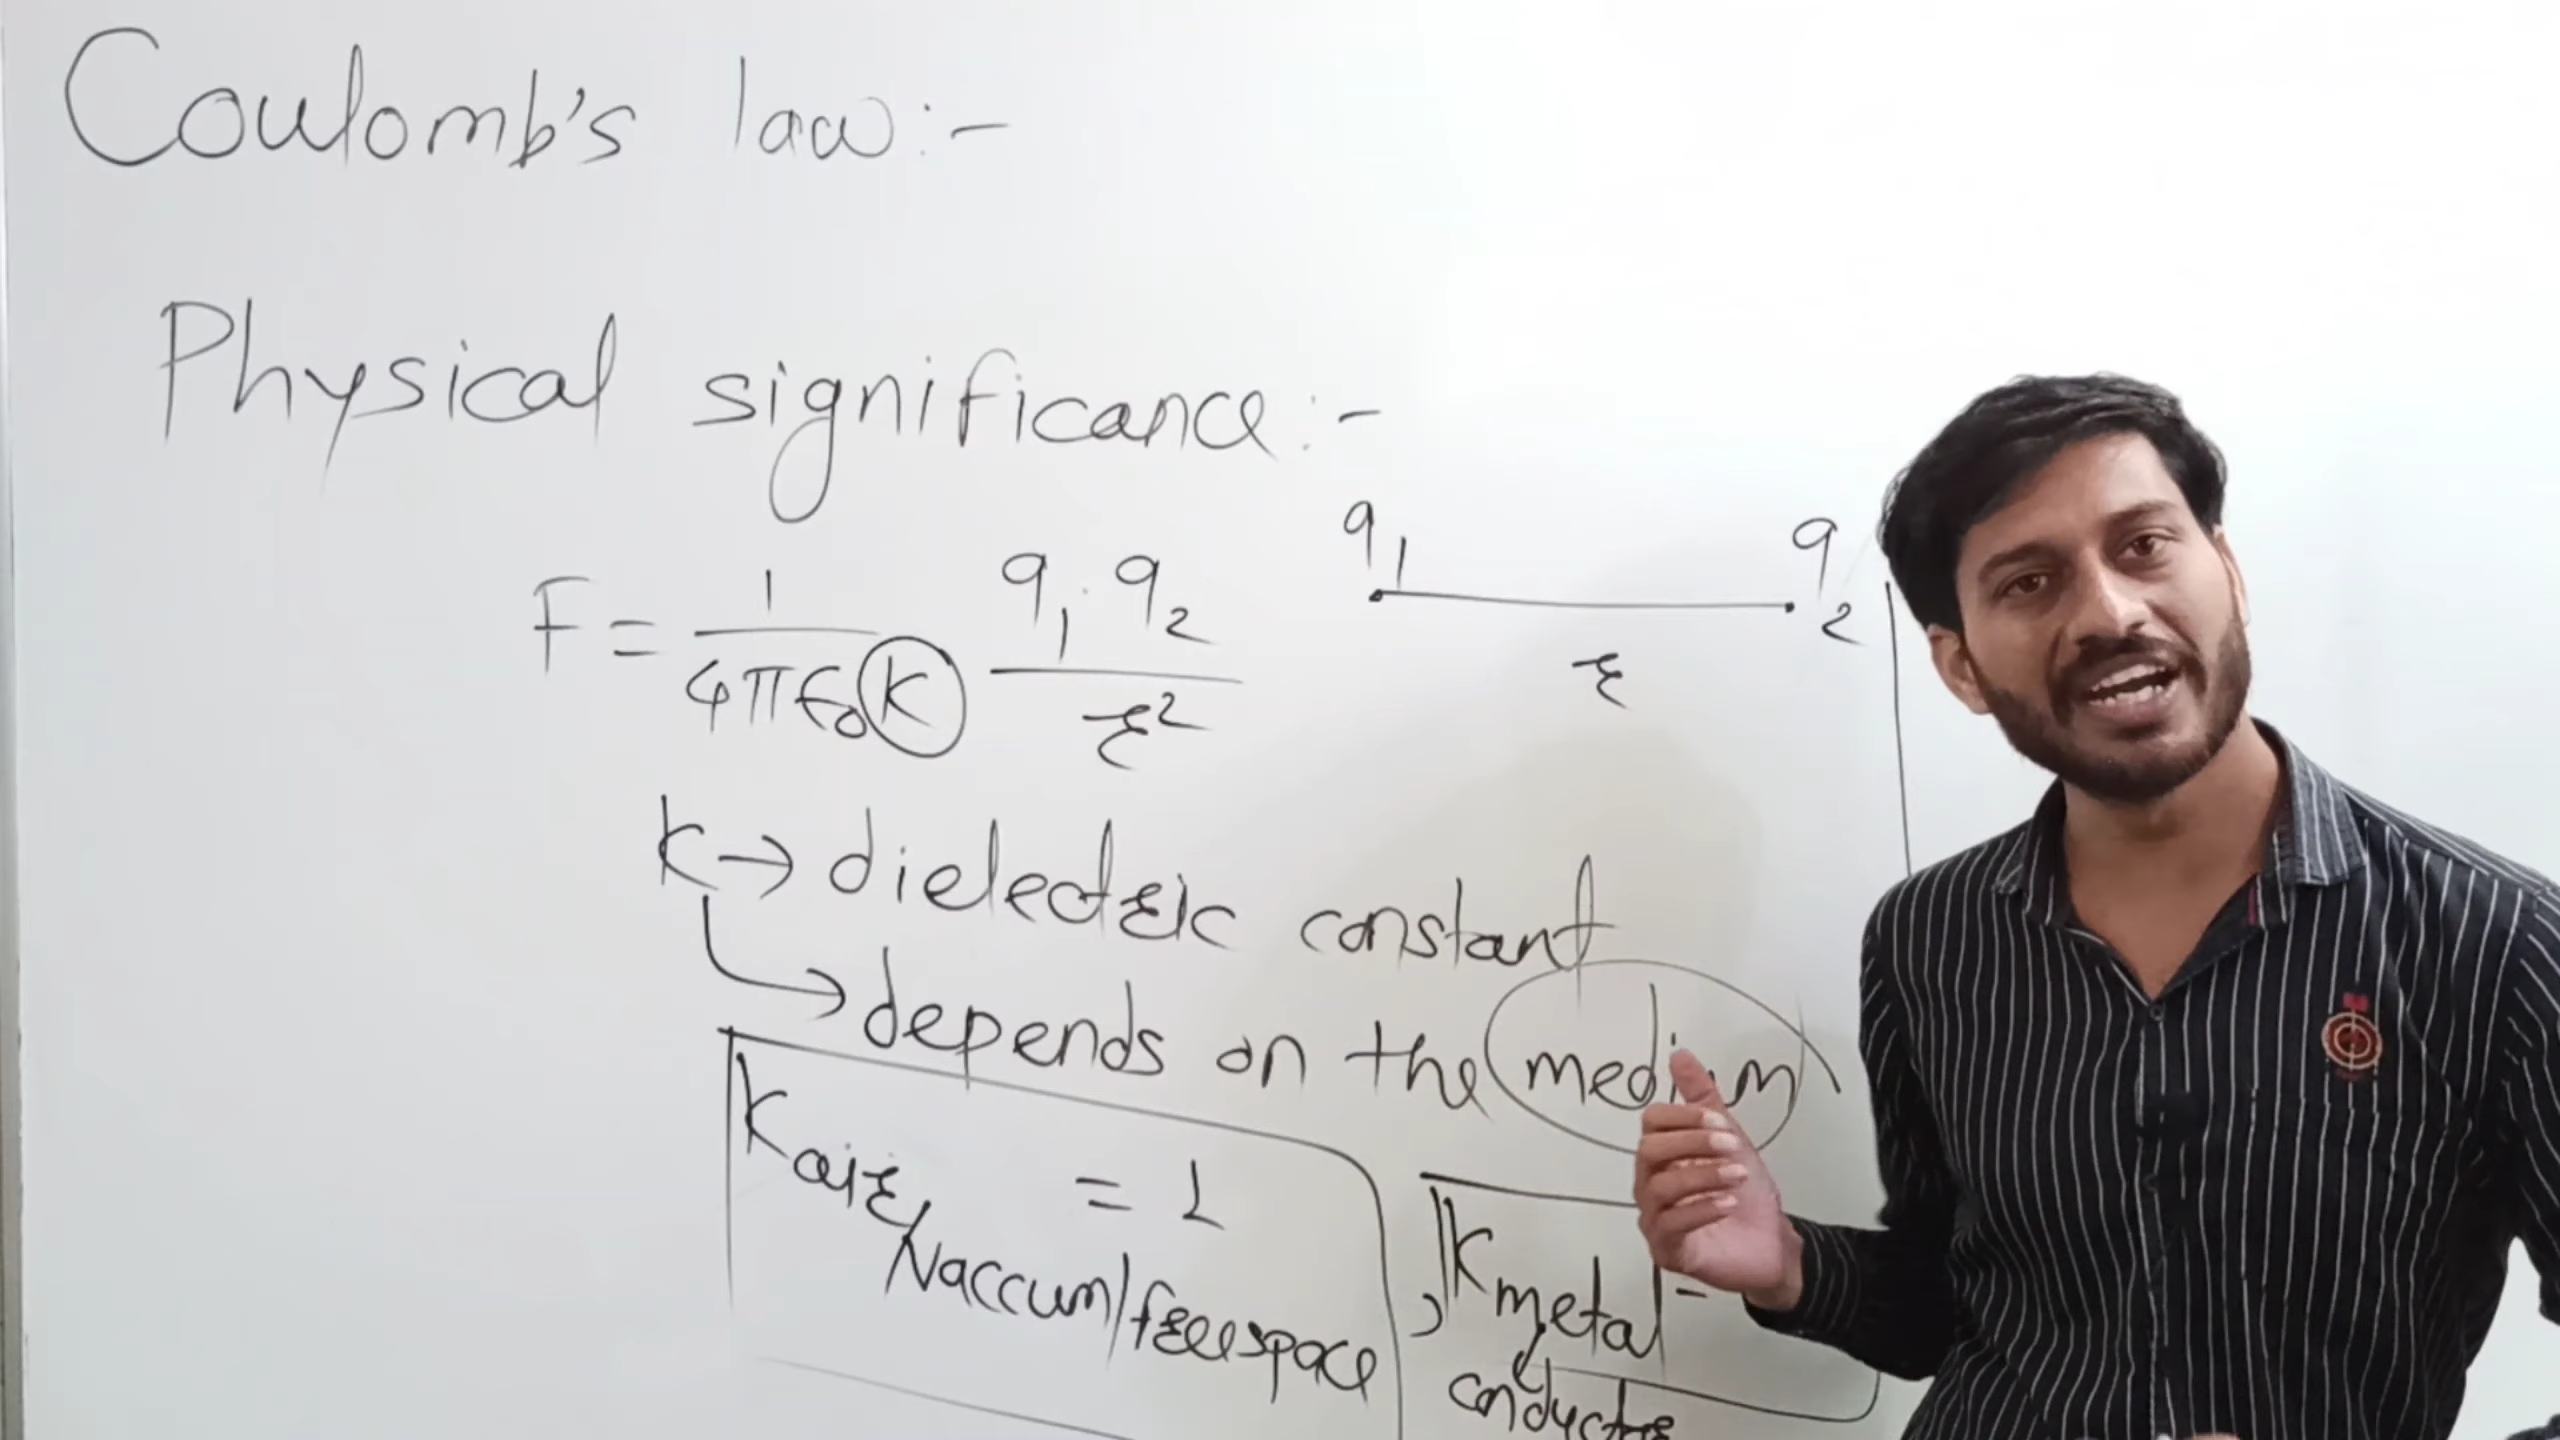 Coulomb's law:-
Physical significance:-
q1 q2
r
F = 1/4πε0K q1.q2/r²
K → dielectric constant
→ depends on the medium
Kair/Vaccum/freespace = 1
, Kmetal =
conductor